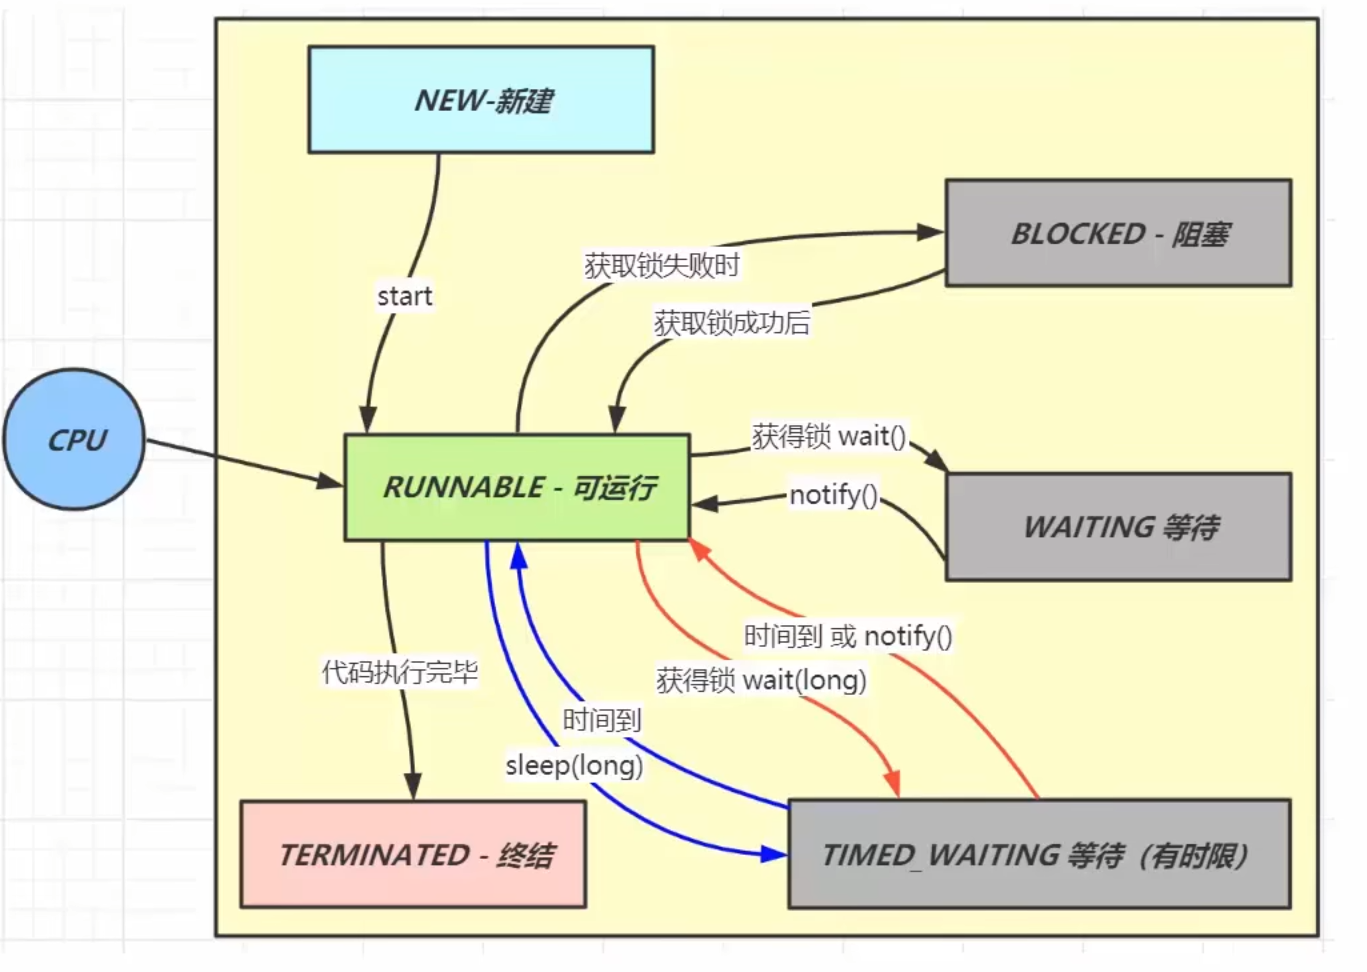 NEW-新建
BLOCKED - 阻塞
获取锁失败时
start
获取锁成功后
CPU
获得锁 wait()
RUNNABLE - 可运行
notify()
WAITING 等待
时间到 或 notify()
代码执行完毕
获得锁 wait(long)
时间到
sleep(long)
TERMINATED - 终结
TIMED_WAITING 等待（有时限）